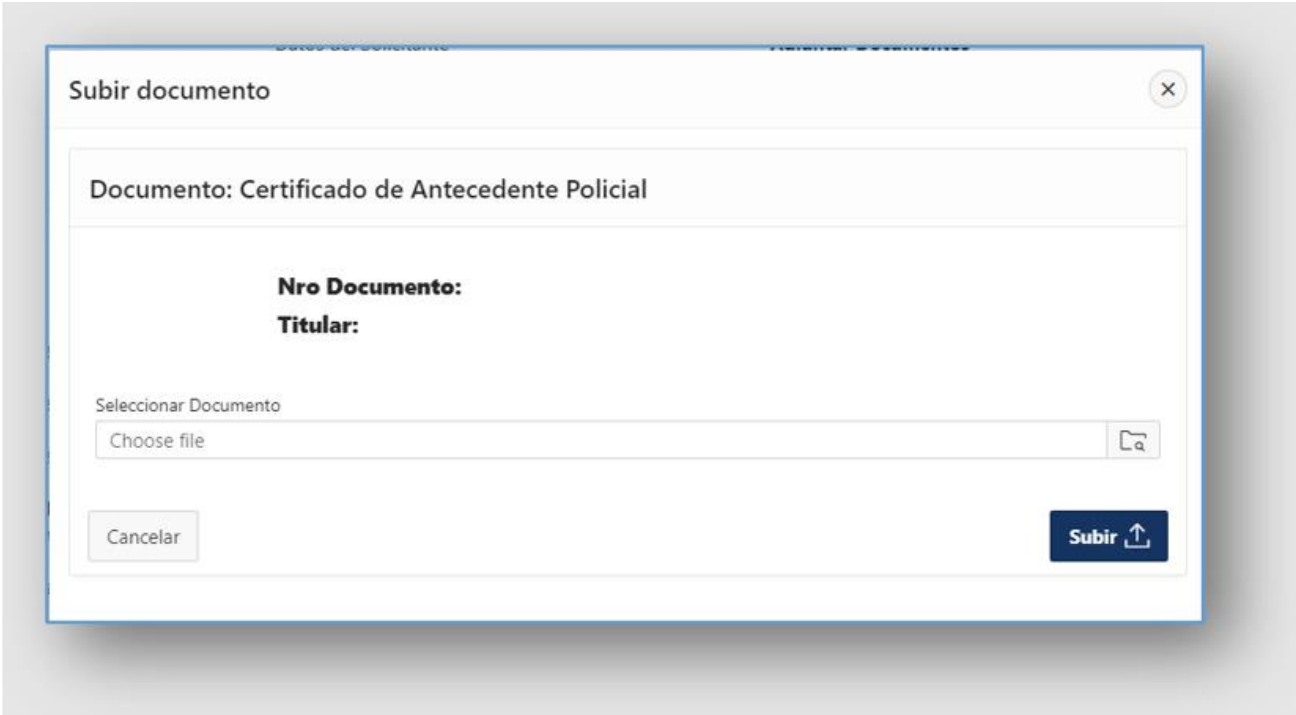 Subir documento
Documento: Certificado de Antecedente Policial
Nro Documento:
Titular:
Seleccionar Documento
Choose file
Cancelar
Subir